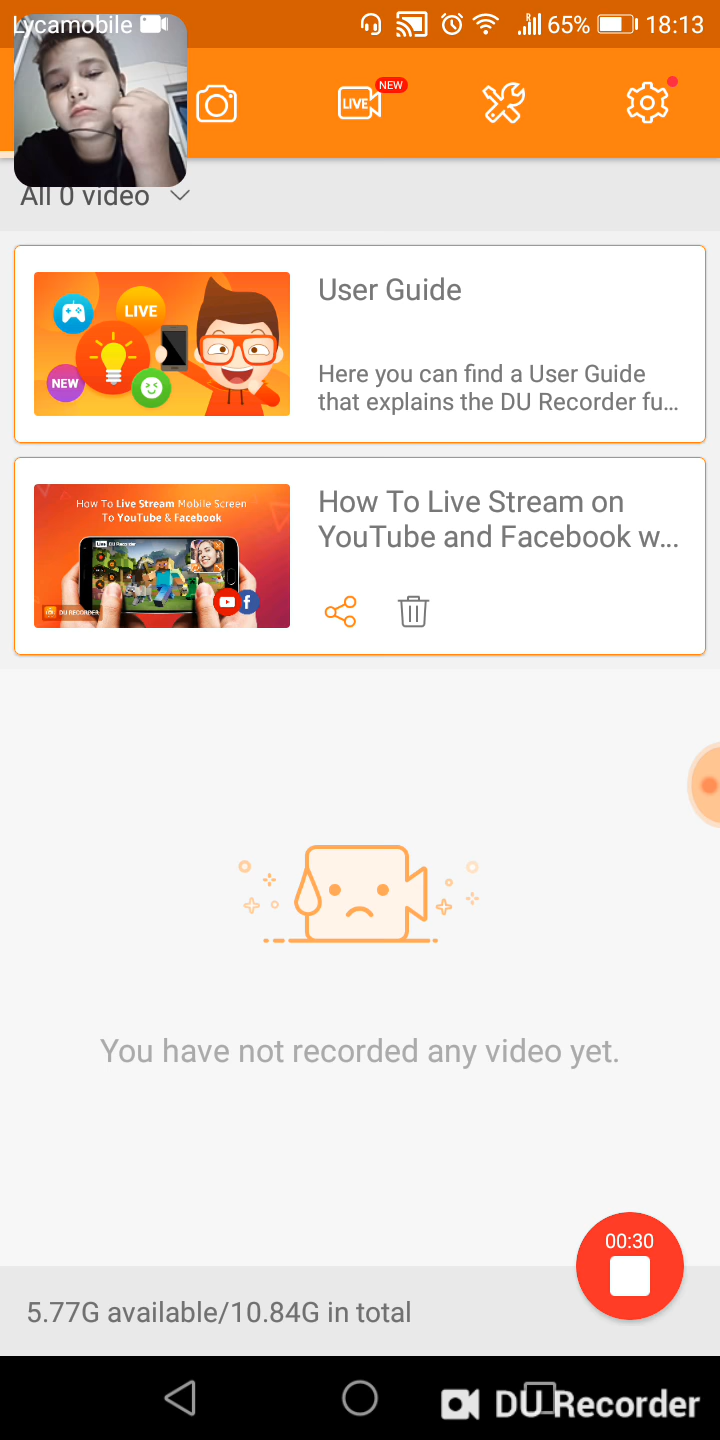 Lycamobile
R
65%
18:13
LIVE
NEW
All 0 video
LIVE
NEW
User Guide
Here you can find a User Guide
that explains the DU Recorder fu...
How To Live Stream Mobile Screen
To YouTube & Facebook
Live DU Recorder
DU RECORDER
How To Live Stream on
YouTube and Facebook w...
You have not recorded any video yet.
00:30
5.77G available/10.84G in total
DU Recorder